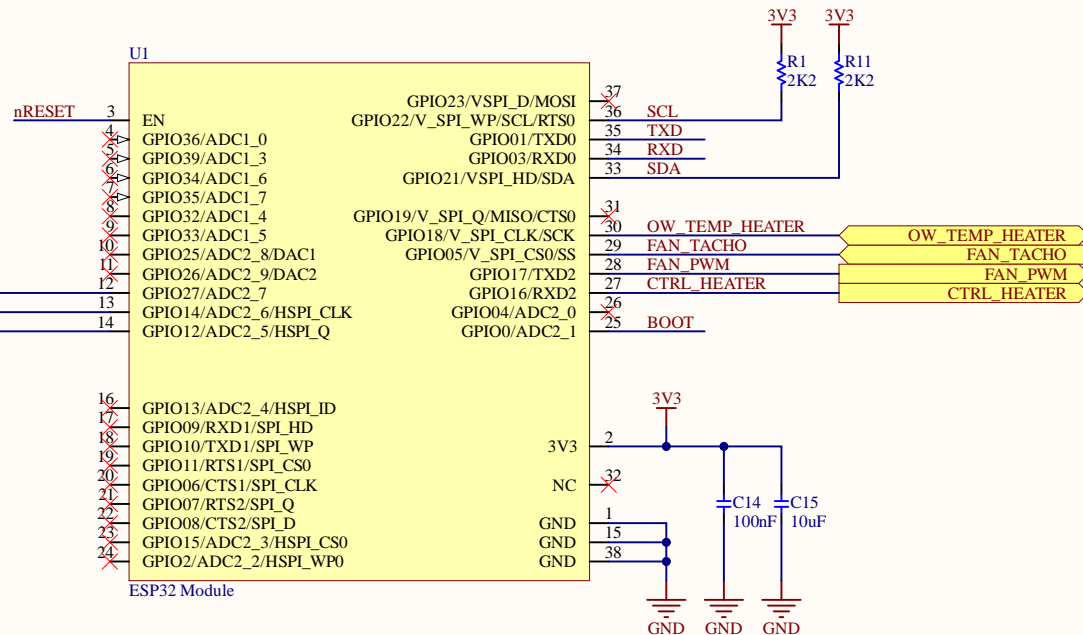 3V3 3V3
U1
R1 R11
2K2 2K2
nRESET 3 EN
4 GPIO36/ADC1_0
5 GPIO39/ADC1_3
6 GPIO34/ADC1_6
7 GPIO35/ADC1_7
8 GPIO32/ADC1_4
9 GPIO33/ADC1_5
10 GPIO25/ADC2_8/DAC1
11 GPIO26/ADC2_9/DAC2
12 GPIO27/ADC2_7
13 GPIO14/ADC2_6/HSPI_CLK
14 GPIO12/ADC2_5/HSPI_Q
16 GPIO13/ADC2_4/HSPI_ID
17 GPIO09/RXD1/SPI_HD
18 GPIO10/TXD1/SPI_WP
19 GPIO11/RTS1/SPI_CS0
20 GPIO06/CTS1/SPI_CLK
21 GPIO07/RTS2/SPI_Q
22 GPIO08/CTS2/SPI_D
23 GPIO15/ADC2_3/HSPI_CS0
24 GPIO2/ADC2_2/HSPI_WP0
GPIO23/VSPI_D/MOSI 37
GPIO22/V_SPI_WP/SCL/RTS0 36 SCL
GPIO01/TXD0 35 TXD
GPIO03/RXD0 34 RXD
GPIO21/VSPI_HD/SDA 33 SDA
GPIO19/V_SPI_Q/MISO/CTS0 31
GPIO18/V_SPI_CLK/SCK 30 OW_TEMP_HEATER OW_TEMP_HEATER
GPIO05/V_SPI_CS0/SS 29 FAN_TACHO FAN_TACHO
GPIO17/TXD2 28 FAN_PWM FAN_PWM
GPIO16/RXD2 27 CTRL_HEATER CTRL_HEATER
GPIO04/ADC2_0 26
GPIO0/ADC2_1 25 BOOT
3V3
3V3 2
NC 32
GND 1
GND 15
GND 38
C14 C15
100nF 10uF
ESP32 Module
GND GND GND